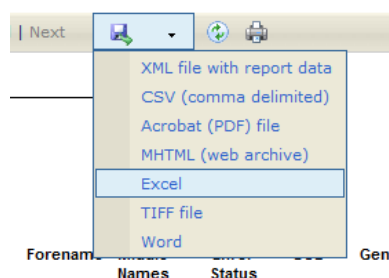 | Next
XML file with report data
CSV (comma delimited)
Acrobat (PDF) file
MHTML (web archive)
Excel
TIFF file
Word
Forename
Gen
Names Status